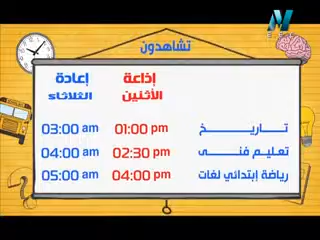 تشاهدون
إذاعة الأثنين
إعادة الثلاثاء
تاريخ 01:00 pm 03:00 am
تعليم فنى 02:30 pm 04:00 am
رياضة إبتدائي لغات 04:00 pm 05:00 am